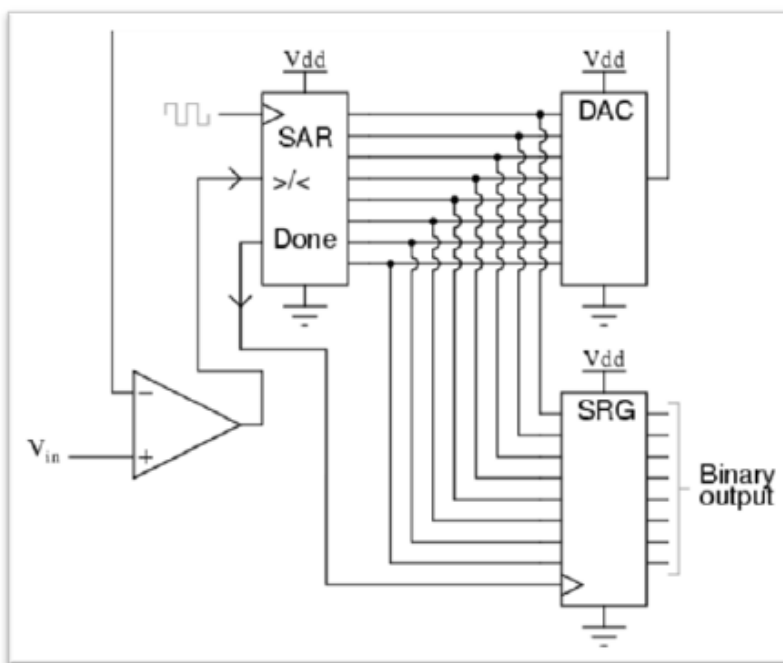 Vdd
Vdd
SAR
DAC
>/<
Done
Vdd
SRG
−
Vin
+
Binary
output